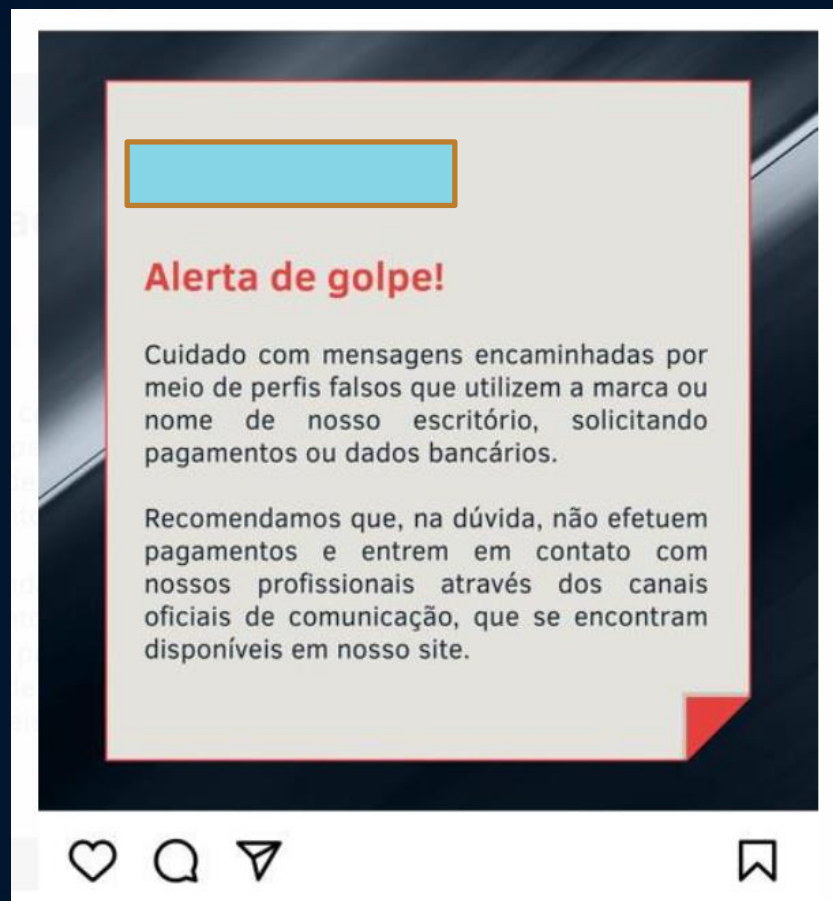 Alerta de golpe!
Cuidado com mensagens encaminhadas por
meio de perfis falsos que utilizem a marca ou
nome de nosso escritório, solicitando
pagamentos ou dados bancários.
Recomendamos que, na dúvida, não efetuem
pagamentos e entrem em contato com
nossos profissionais através dos canais
oficiais de comunicação, que se encontram
disponíveis em nosso site.